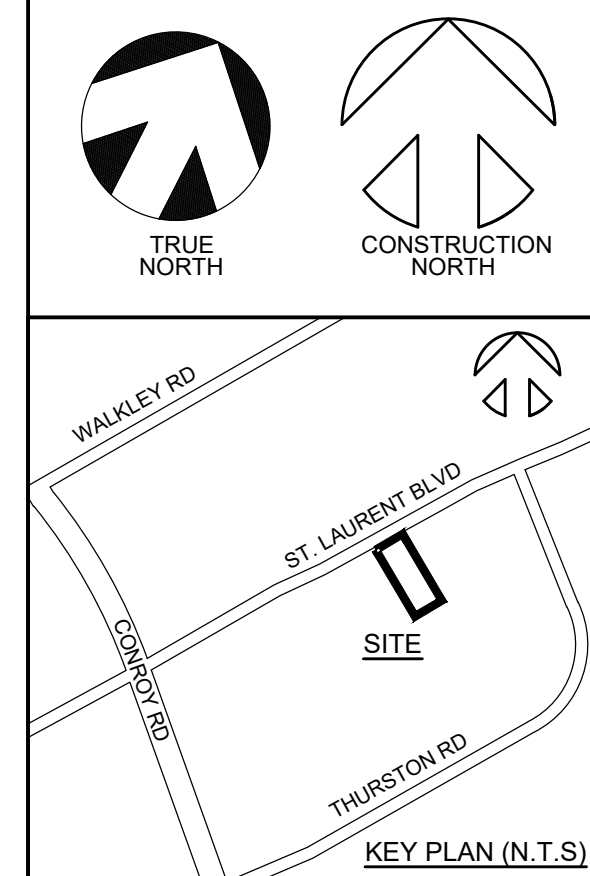 TRUE
NORTH
CONSTRUCTION
NORTH
WALKLEY RD
ST. LAURENT BLVD
SITE
CONROY RD
THURSTON RD
KEY PLAN (N.T.S)